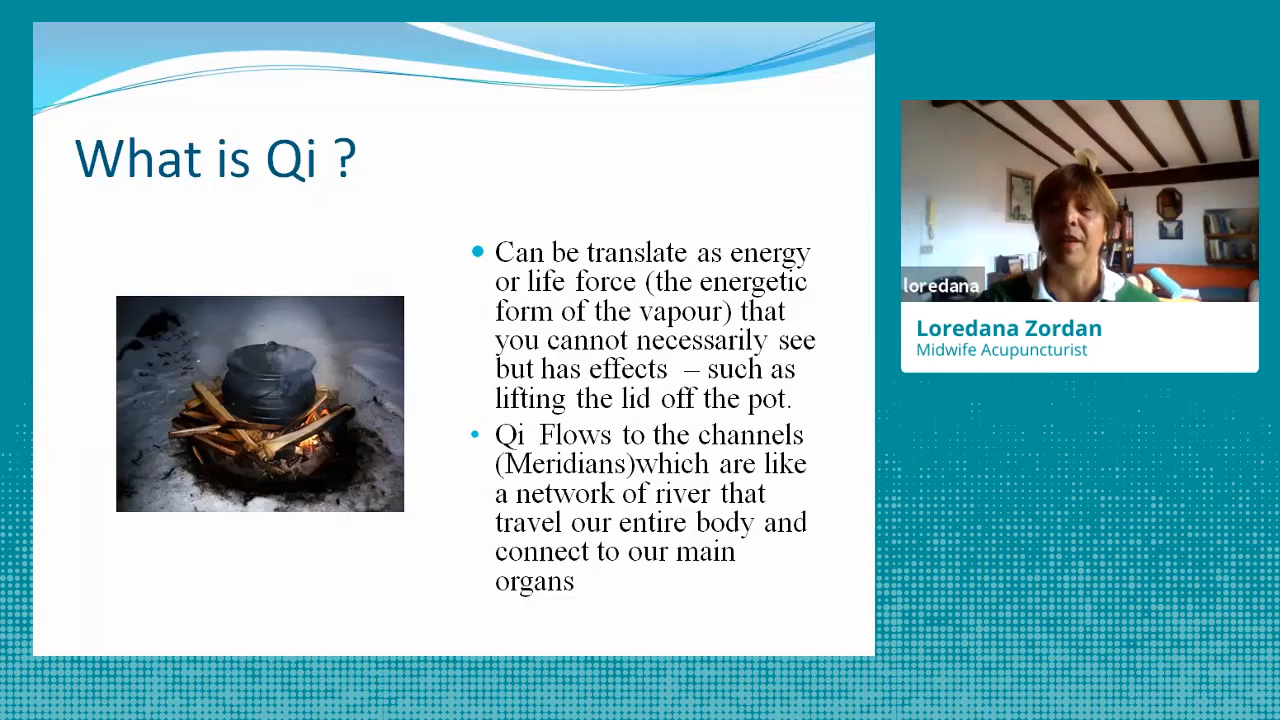 What is Qi ?
Can be translate as energy
or life force (the energetic
form of the vapour) that
you cannot necessarily see
but has effects – such as
lifting the lid off the pot.
Qi Flows to the channels
(Meridians)which are like
a network of river that
travel our entire body and
connect to our main
organs
loredana
Loredana Zordan
Midwife Acupuncturist